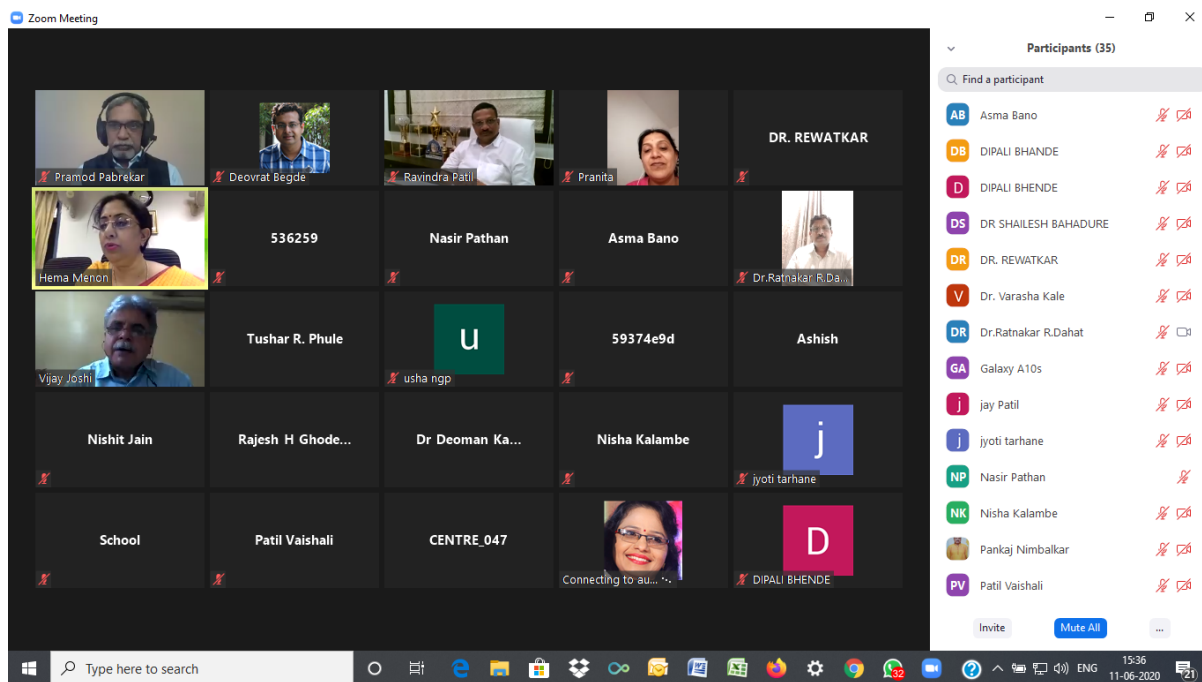 Zoom Meeting
Pramod Pabrekar
Deovrat Begde
Ravindra Patil
Pranita
DR. REWATKAR
Hema Menon
536259
Nasir Pathan
Asma Bano
Dr.Ratnakar R.Da...
Vijay Joshi
Tushar R. Phule
u
usha ngp
59374e9d
Ashish
Nishit Jain
Rajesh H Ghode...
Dr Deoman Ka...
Nisha Kalambe
j
jyoti tarhane
School
Patil Vaishali
CENTRE_047
Connecting to au...
D
DIPALI BHENDE
Participants (35)
Find a participant
AB Asma Bano
DB DIPALI BHANDE
D DIPALI BHENDE
DS DR SHAILESH BAHADURE
DR DR. REWATKAR
V Dr. Varasha Kale
DR Dr.Ratnakar R.Dahat
GA Galaxy A10s
j jay Patil
j jyoti tarhane
NP Nasir Pathan
NK Nisha Kalambe
Pankaj Nimbalkar
PV Patil Vaishali
Invite Mute All ...
Type here to search
32
ENG
15:36
11-06-2020
21